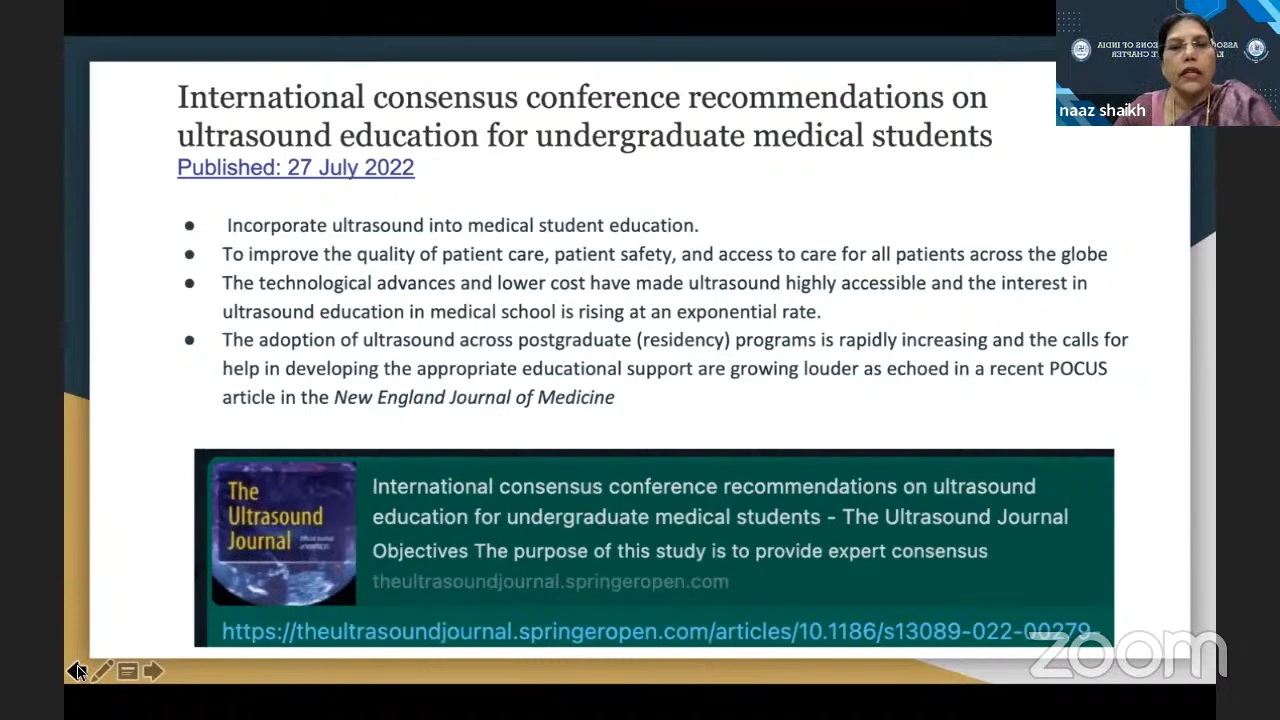 International consensus conference recommendations on
ultrasound education for undergraduate medical students
Published: 27 July 2022
● Incorporate ultrasound into medical student education.
● To improve the quality of patient care, patient safety, and access to care for all patients across the globe
● The technological advances and lower cost have made ultrasound highly accessible and the interest in
ultrasound education in medical school is rising at an exponential rate.
● The adoption of ultrasound across postgraduate (residency) programs is rapidly increasing and the calls for
help in developing the appropriate educational support are growing louder as echoed in a recent POCUS
article in the New England Journal of Medicine
The
Ultrasound
Journal
International consensus conference recommendations on ultrasound
education for undergraduate medical students - The Ultrasound Journal
Objectives The purpose of this study is to provide expert consensus
theultrasoundjournal.springeropen.com
https://theultrasoundjournal.springeropen.com/articles/10.1186/s13089-022-00279
naaz shaikh
zoom